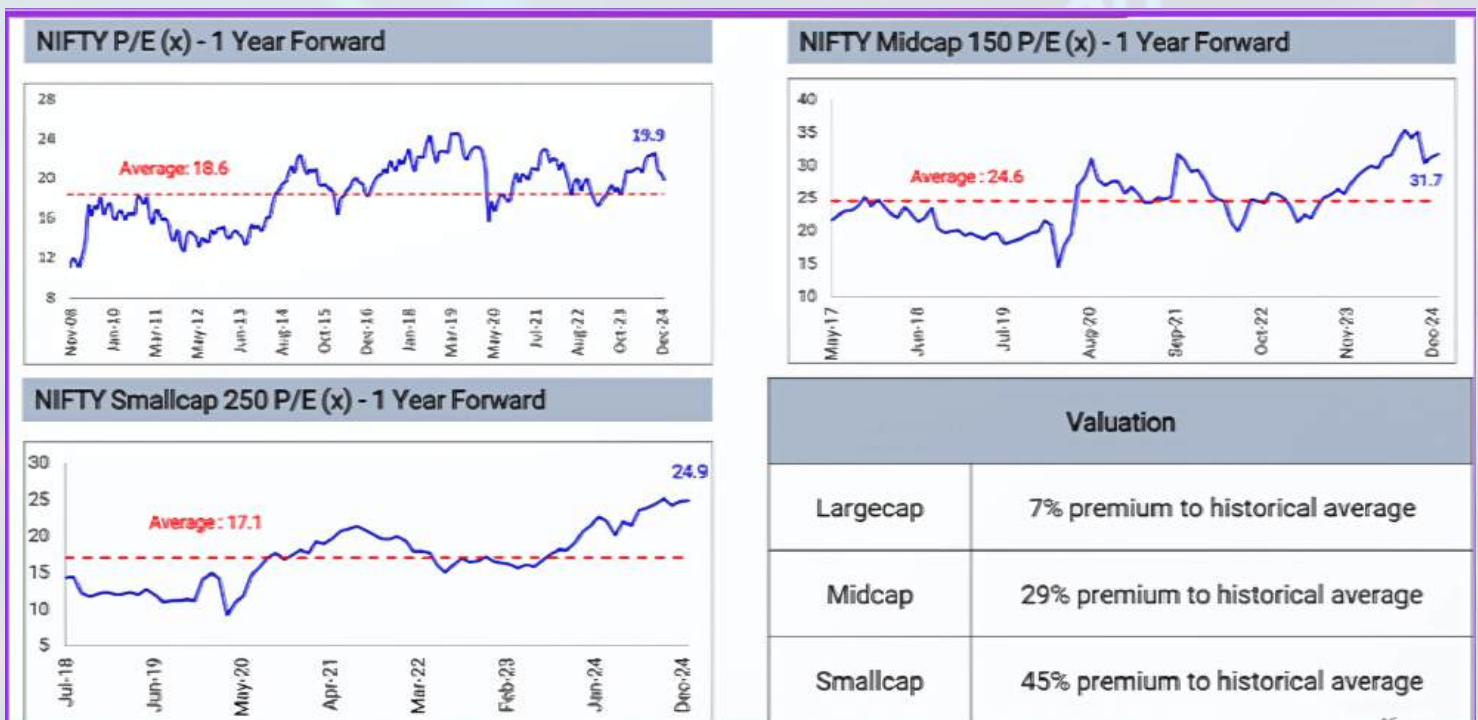 NIFTY P/E (x) - 1 Year Forward
28
24
20
16
12
8
Average: 18.6
19.9
Nov-08
Jan-10
Mar-11
May-12
Jun-13
Aug-14
Oct-15
Dec-16
Jan-18
Mar-19
May-20
Jul-21
Aug-22
Oct-23
Dec-24
NIFTY Midcap 150 P/E (x) - 1 Year Forward
40
35
30
25
20
15
10
Average : 24.6
31.7
May-17
Jun-18
Jul-19
Aug-20
Sep-21
Oct-22
Nov-23
Dec-24
NIFTY Smallcap 250 P/E (x) - 1 Year Forward
30
25
20
15
10
5
Average : 17.1
24.9
Jul-18
Jun-19
May-20
Apr-21
Mar-22
Feb-23
Jan-24
Dec-24
Valuation
Largecap 7% premium to historical average
Midcap 29% premium to historical average
Smallcap 45% premium to historical average